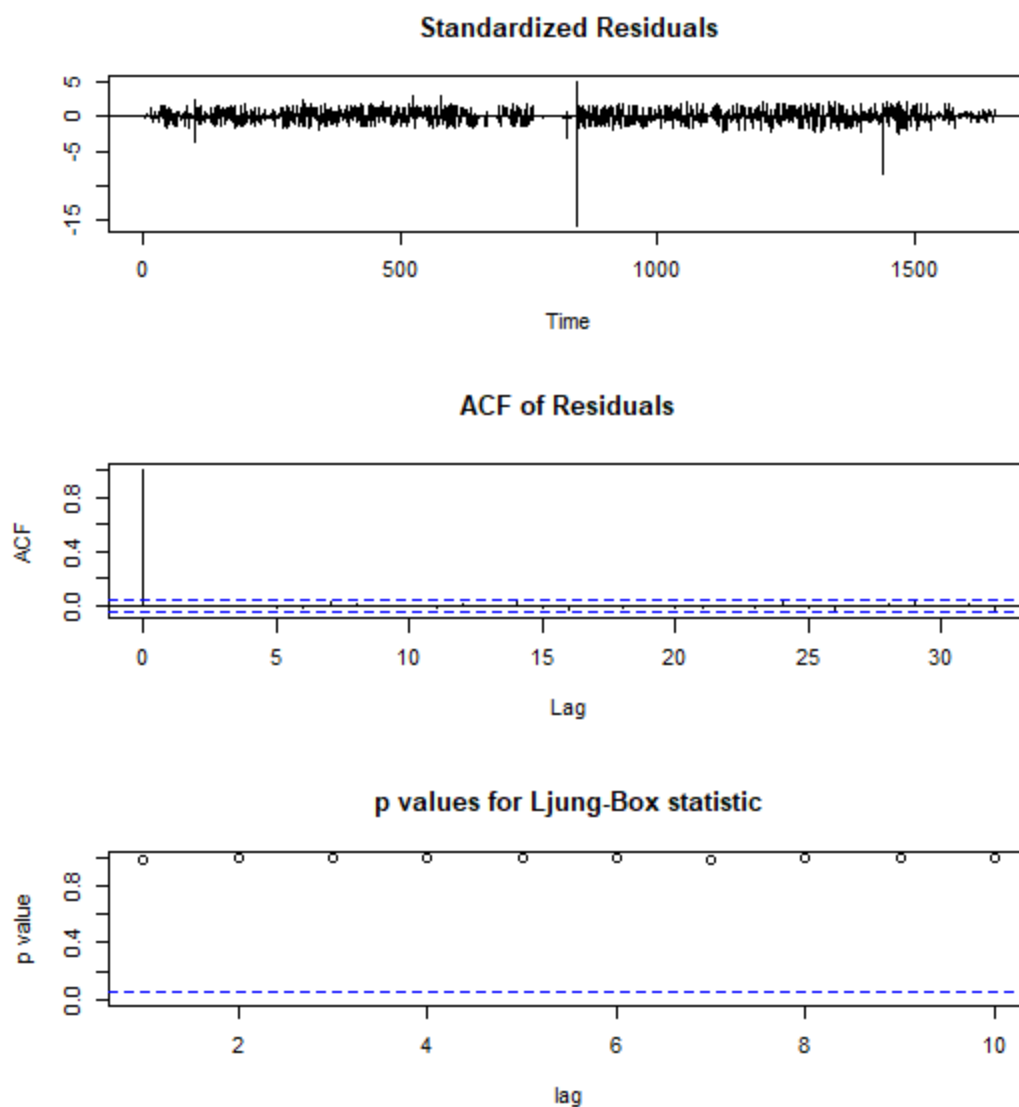 Standardized Residuals
5
0
-5
-15
0 500 1000 1500
Time
ACF of Residuals
ACF
0.8
0.4
0.0
0 5 10 15 20 25 30
Lag
p values for Ljung-Box statistic
p value
0.8
0.4
0.0
2 4 6 8 10
lag